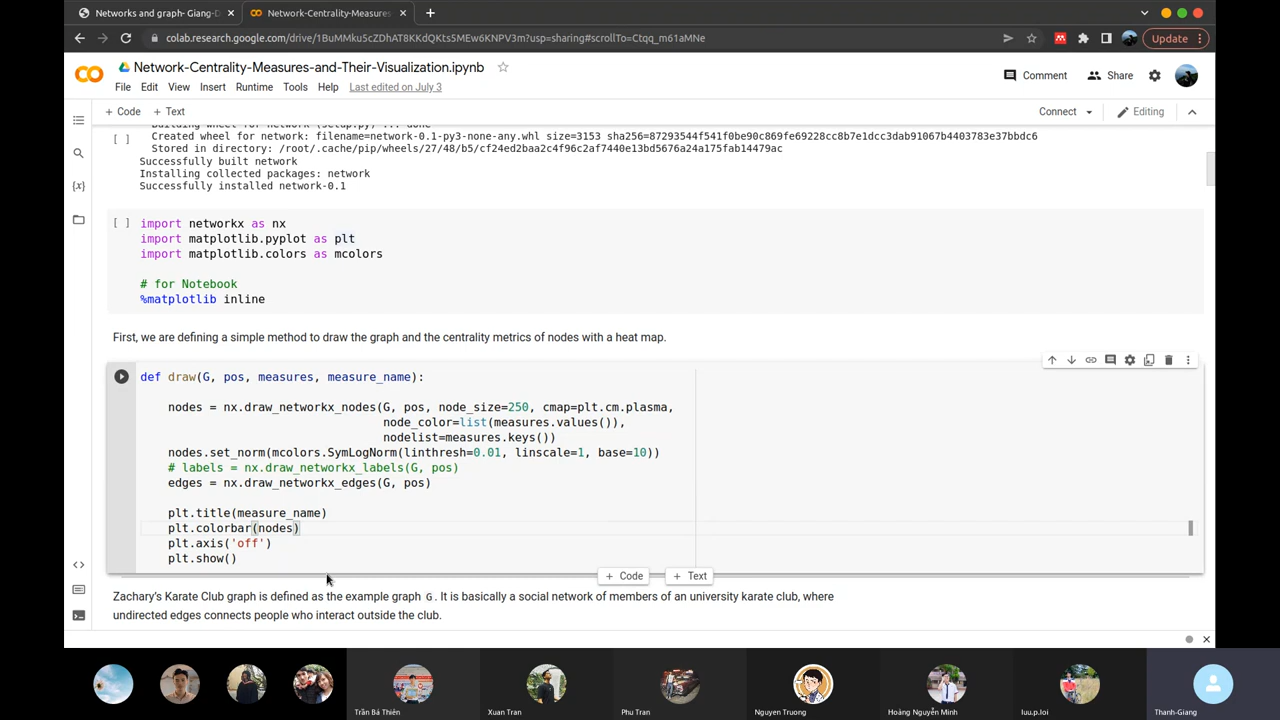 Networks and graph- Giang-D
Network-Centrality-Measures
colab.research.google.com/drive/1BuMMku5cZDhAT8KKdQKts5MEw6KNPV3m?usp=sharing#scrollTo=Ctqq_m61aMNe
Update
Network-Centrality-Measures-and-Their-Visualization.ipynb
Comment
Share
File Edit View Insert Runtime Tools Help Last edited on July 3
+ Code + Text
Connect
Editing
Building wheel for network (setup.py) ... done
[ ] Created wheel for network: filename=network-0.1-py3-none-any.whl size=3153 sha256=87293544f541f0be90c869fe69228cc8b7e1dcc3dab91067b4403783e37bbdc6
Stored in directory: /root/.cache/pip/wheels/27/48/b5/cf24ed2baa2c4f96c2af7440e13bd5676a24a175fab14479ac
Successfully built network
Installing collected packages: network
Successfully installed network-0.1
[ ] import networkx as nx
import matplotlib.pyplot as plt
import matplotlib.colors as mcolors
# for Notebook
%matplotlib inline
First, we are defining a simple method to draw the graph and the centrality metrics of nodes with a heat map.
def draw(G, pos, measures, measure_name):
nodes = nx.draw_networkx_nodes(G, pos, node_size=250, cmap=plt.cm.plasma,
node_color=list(measures.values()),
nodelist=measures.keys())
nodes.set_norm(mcolors.SymLogNorm(linthresh=0.01, linscale=1, base=10))
# labels = nx.draw_networkx_labels(G, pos)
edges = nx.draw_networkx_edges(G, pos)
plt.title(measure_name)
plt.colorbar(nodes)
plt.axis('off')
plt.show()
+ Code + Text
Zachary's Karate Club graph is defined as the example graph G. It is basically a social network of members of an university karate club, where
undirected edges connects people who interact outside the club.
Trần Bá Thiên
Xuan Tran
Phu Tran
Nguyen Truong
Hoàng Nguyễn Minh
luu.p.loi
Thanh-Giang